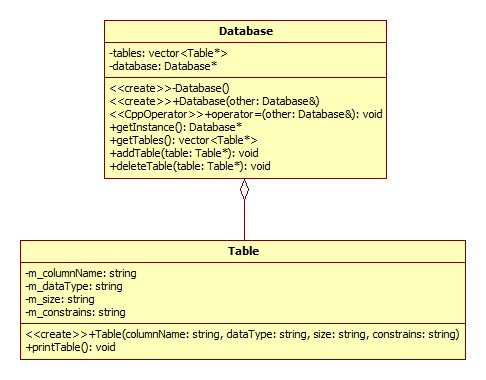 Database
-tables: vector<Table*>
-database: Database*
<<create>>-Database()
<<create>>+Database(other: Database&)
<<CppOperator>>+operator=(other: Database&): void
+getInstance(): Database*
+getTables(): vector<Table*>
+addTable(table: Table*): void
+deleteTable(table: Table*): void
Table
-m_columnName: string
-m_dataType: string
-m_size: string
-m_constrains: string
<<create>>+Table(columnName: string, dataType: string, size: string, constrains: string)
+printTable(): void